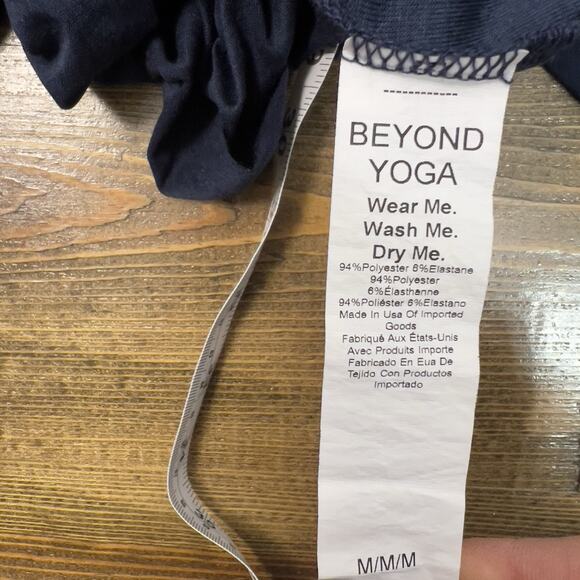 ------------
BEYOND
YOGA
Wear Me.
Wash Me.
Dry Me.
94%Polyester 6%Elastane
94%Polyester
6%Élasthanne
94%Poliéster 6%Elastano
Made In Usa Of Imported
Goods
Fabriqué Aux États-Unis
Avec Produits Importe
Fabricado En Eua De
Tejido Con Productos
Importado
M/M/M